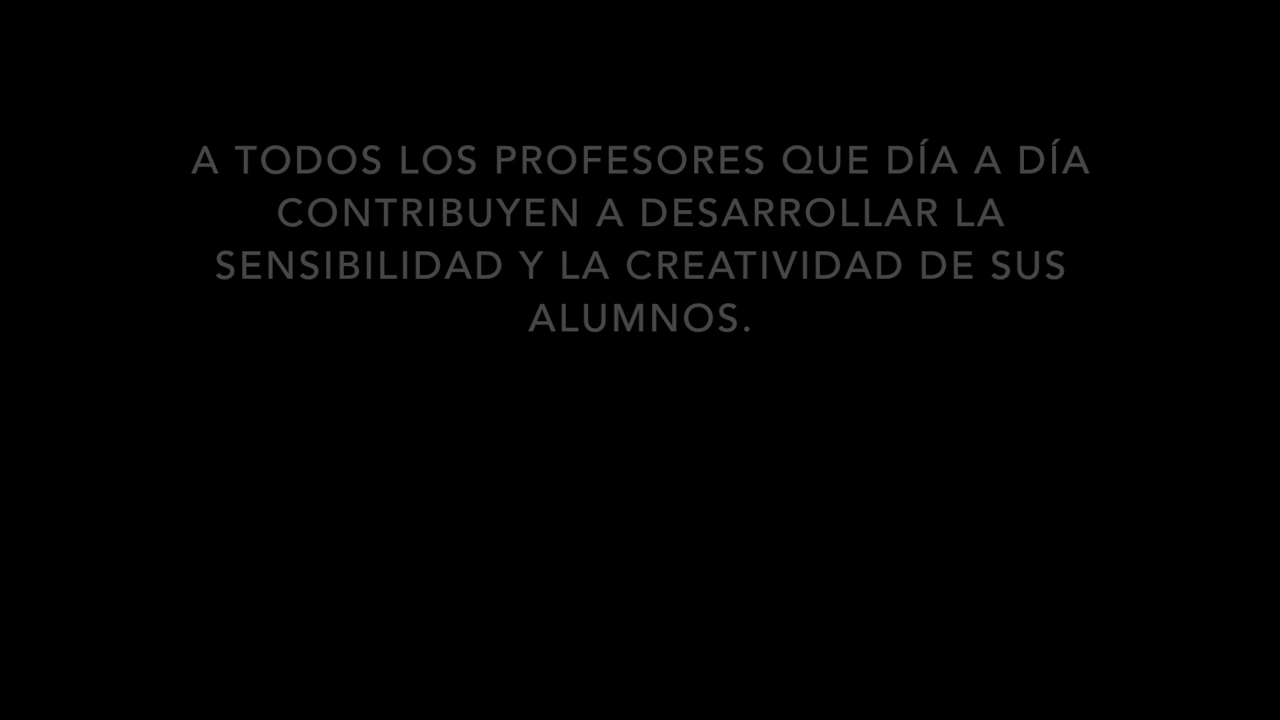 A TODOS LOS PROFESORES QUE DÍA A DÍA
CONTRIBUYEN A DESARROLLAR LA
SENSIBILIDAD Y LA CREATIVIDAD DE SUS
ALUMNOS.